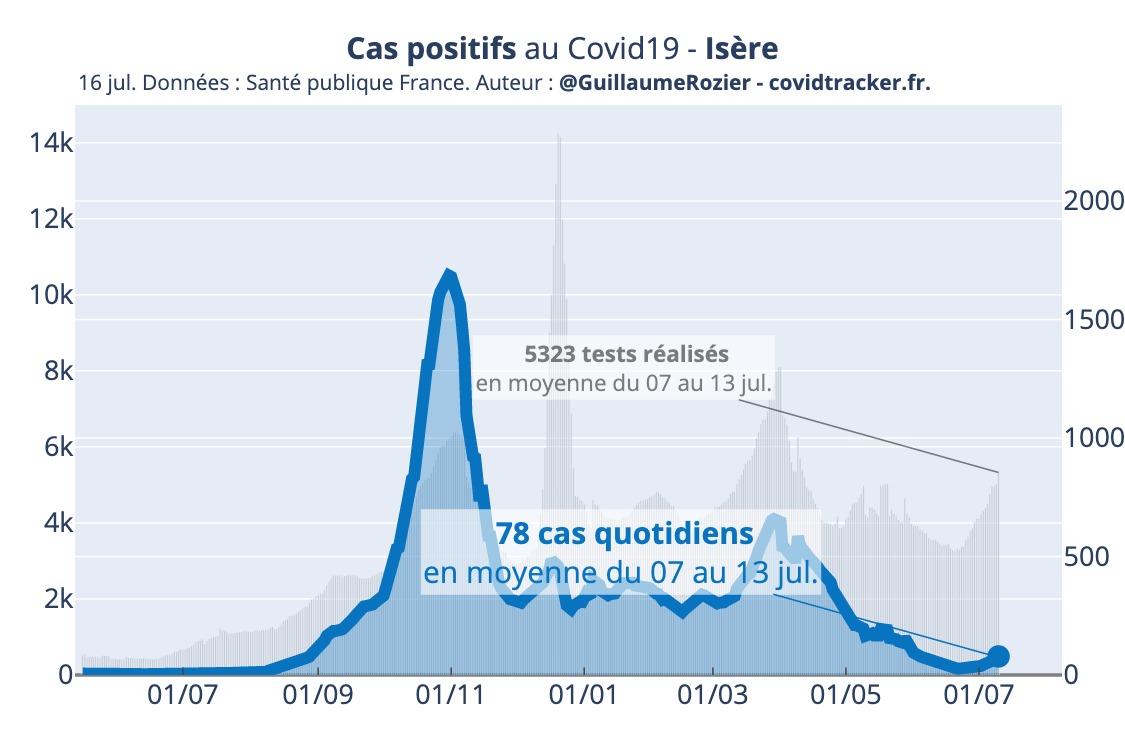 Cas positifs au Covid19 - Isère
16 jul. Données : Santé publique France. Auteur : @GuillaumeRozier - covidtracker.fr.
14k
12k
2000
10k
1500
5323 tests réalisés
8k
en moyenne du 07 au 13 jul.
6k
1000
4k
78 cas quotidiens
500
en moyenne du 07 au 13 jul.
2k
0
0
01/07
01/09
01/11
01/01
01/03
01/05
01/07